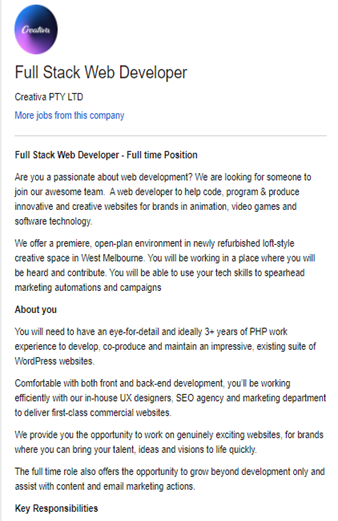 Creativa
Full Stack Web Developer
Creativa PTY LTD
More jobs from this company
Full Stack Web Developer - Full time Position
Are you a passionate about web development? We are looking for someone to
join our awesome team.  A web developer to help code, program & produce
innovative and creative websites for brands in animation, video games and
software technology.
We offer a premiere, open-plan environment in newly refurbished loft-style
creative space in West Melbourne. You will be working in a place where you will
be heard and contribute. You will be able to use your tech skills to spearhead
marketing automations and campaigns
About you
You will need to have an eye-for-detail and ideally 3+ years of PHP work
experience to develop, co-produce and maintain an impressive, existing suite of
WordPress websites.
Comfortable with both front and back-end development, you'll be working
efficiently with our in-house UX designers, SEO agency and marketing department
to deliver first-class commercial websites.
We provide you the opportunity to work on genuinely exciting websites, for brands
where you can bring your talent, ideas and visions to life quickly.
The full time role also offers the opportunity to grow beyond development only and
assist with content and email marketing actions.
Key Responsibilities